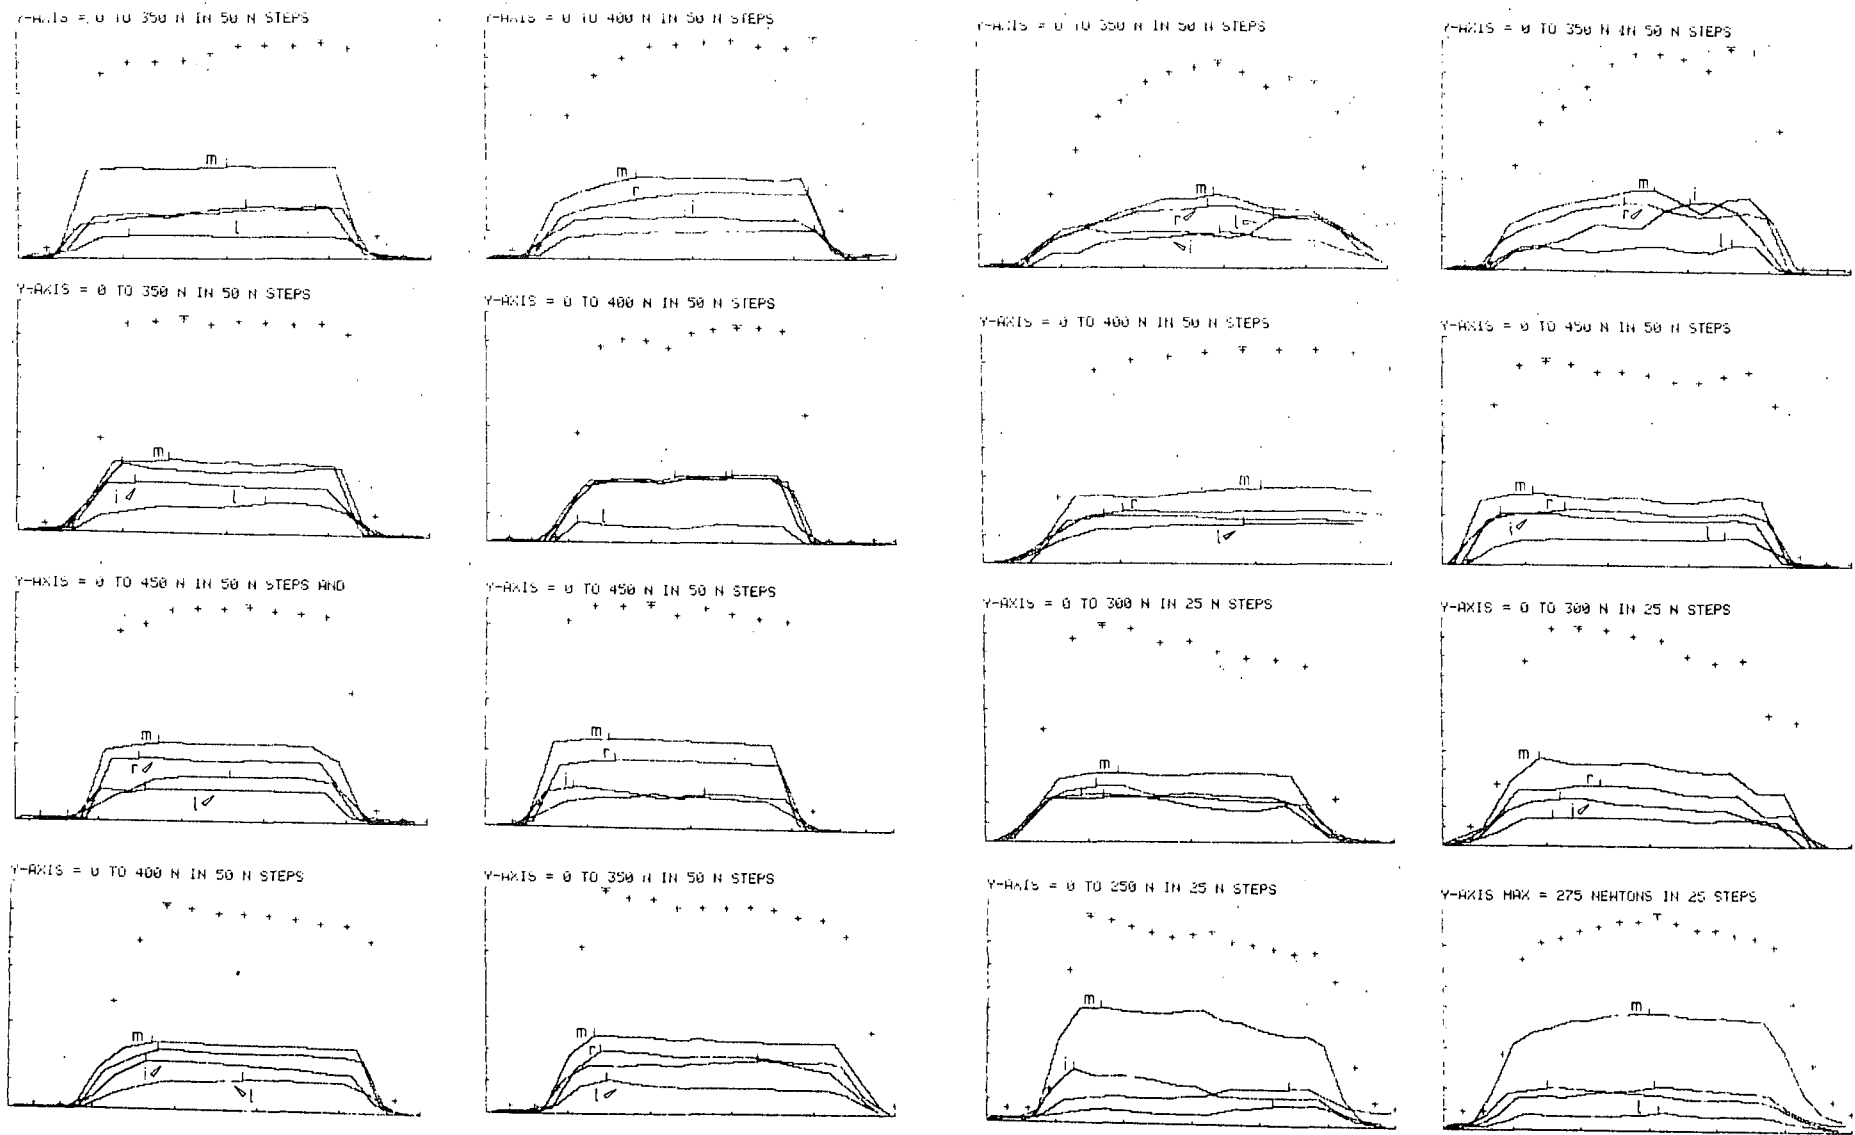 Y-AXIS = 0 TO 350 N IN 50 N STEPS
m
l
Y-AXIS = 0 TO 400 N IN 50 N STEPS
m
r
i
Y-AXIS = 0 TO 350 N IN 50 N STEPS
m
r
l
i
Y-AXIS = 0 TO 350 N IN 50 N STEPS
m
i
r
l
Y-AXIS = 0 TO 350 N IN 50 N STEPS
m
i
l
Y-AXIS = 0 TO 400 N IN 50 N STEPS
l
Y-AXIS = 0 TO 400 N IN 50 N STEPS
m
r
l
Y-AXIS = 0 TO 450 N IN 50 N STEPS
m
r
i
l
Y-AXIS = 0 TO 450 N IN 50 N STEPS AND
m
r
l
Y-AXIS = 0 TO 450 N IN 50 N STEPS
m
r
i
Y-AXIS = 0 TO 300 N IN 25 N STEPS
m
Y-AXIS = 0 TO 300 N IN 25 N STEPS
m
r
i
Y-AXIS = 0 TO 400 N IN 50 N STEPS
m
i
l
Y-AXIS = 0 TO 350 N IN 50 N STEPS
m
r
l
Y-AXIS = 0 TO 250 N IN 25 N STEPS
m
i
Y-AXIS MAX = 275 NEWTONS IN 25 STEPS
m
l